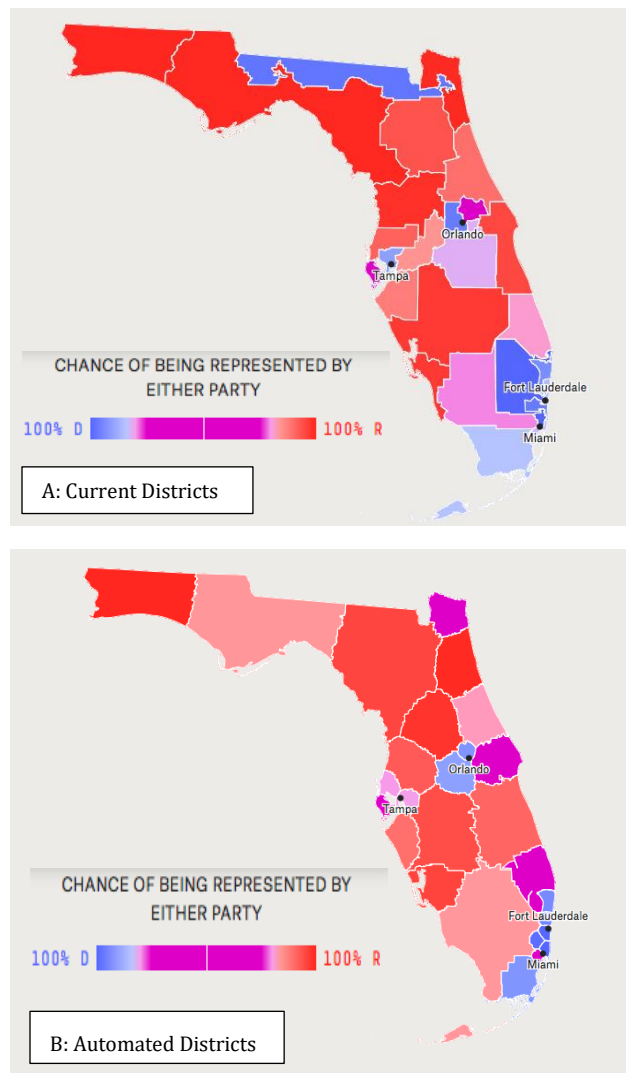 Orlando
Tampa
CHANCE OF BEING REPRESENTED BY
EITHER PARTY
Fort Lauderdale
100% D 100% R
Miami
A: Current Districts
Orlando
Tampa
CHANCE OF BEING REPRESENTED BY
EITHER PARTY
Fort Lauderdale
100% D 100% R
Miami
B: Automated Districts